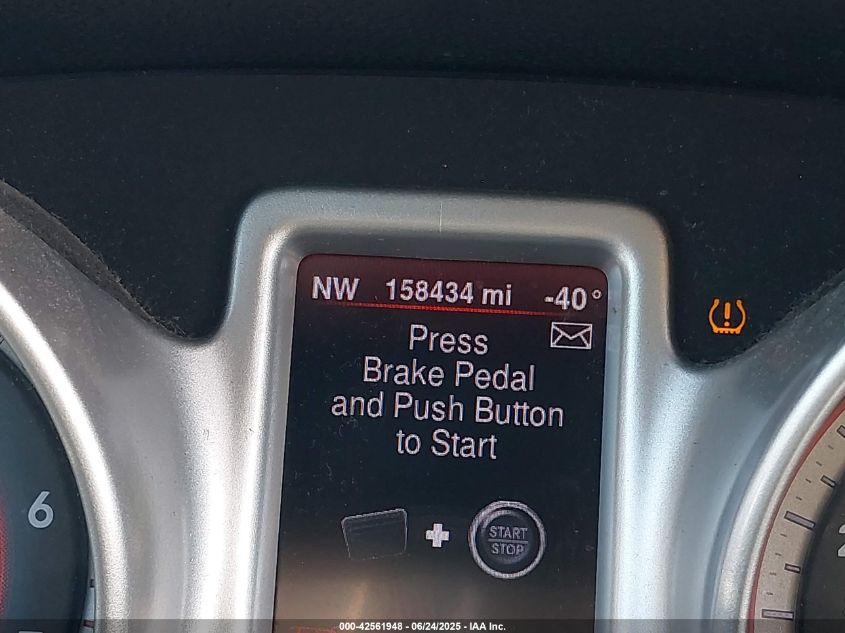 NW 158434 mi -40°
Press
Brake Pedal
and Push Button
to Start
6
START
STOP
2
000-42561948 - 06/24/2025 - IAA Inc.